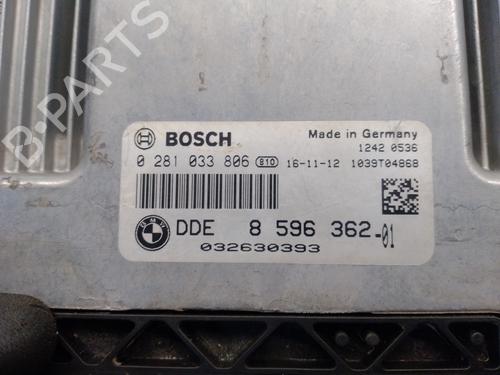 B-PARTS
BOSCH
Made in Germany
1242 0536
0 281 033 806 B10 16-11-12 1039T04868
DDE 8 596 362-01
032630393